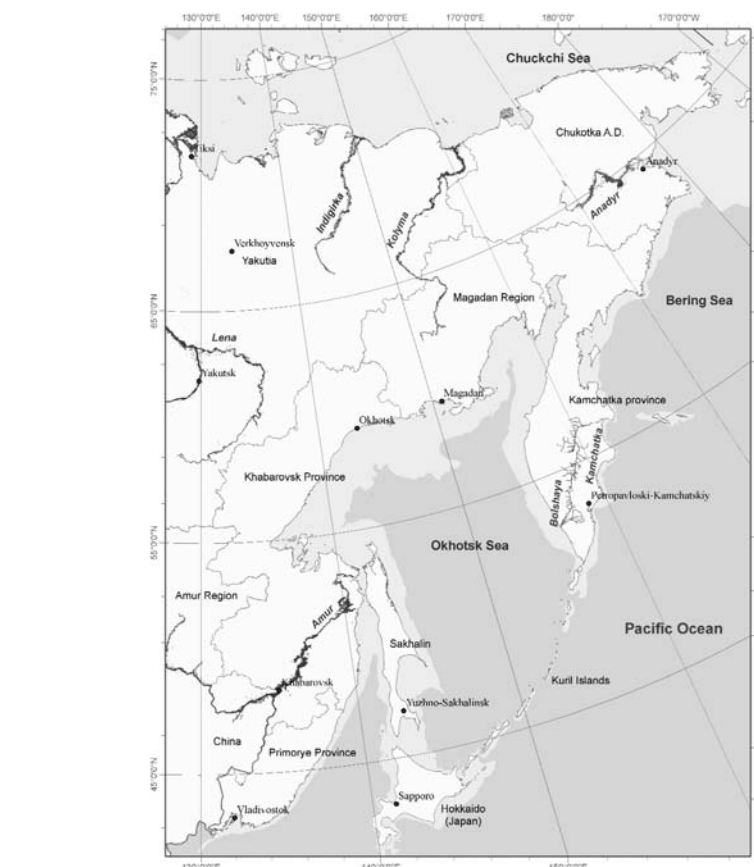 130°0'0"E 140°0'0"E 150°0'0"E 160°0'0"E 170°0'0"E 180°0'0" 170°0'0"W
Chuckchi Sea
75°0'0"N
Chukotka A.D.
Tiksi
Anadyr
Anadyr
Indigirka
Kolyma
Verkhoyvensk
Yakutia
Magadan Region
Bering Sea
65°0'0"N
Lena
Yakutsk
Magadan
Kamchatka province
Okhotsk
Kamchatka
Khabarovsk Province
Bolshaya
Petropavloski-Kamchatskiy
55°0'0"N
Okhotsk Sea
Amur Region
Amur
Pacific Ocean
Sakhalin
Kuril Islands
Khabarovsk
Yuzhno-Sakhalinsk
China
Primorye Province
45°0'0"N
Sapporo
Hokkaido
(Japan)
Vladivostok